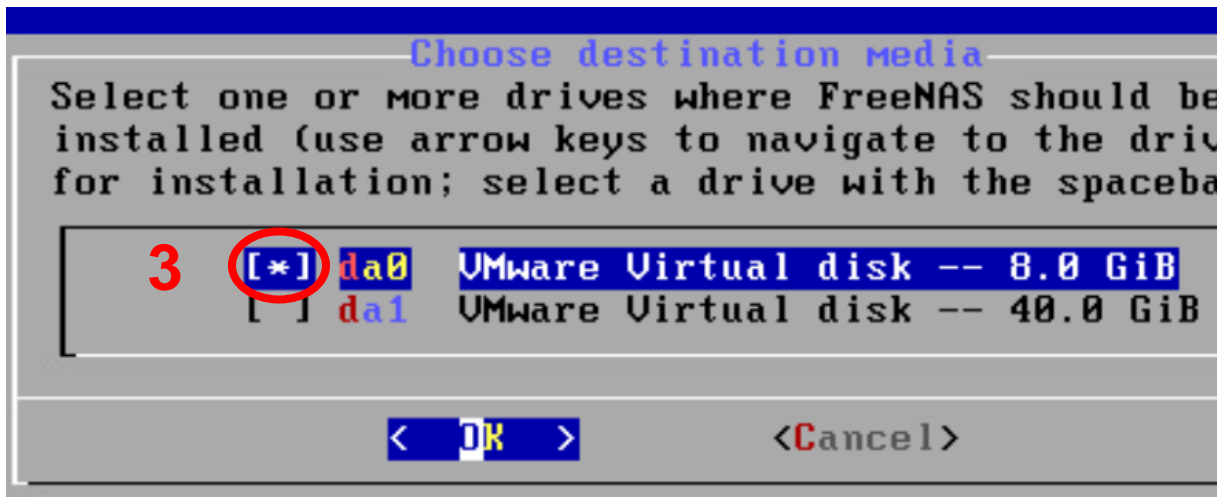 Choose destination media
Select one or more drives where FreeNAS should be
installed (use arrow keys to navigate to the driv
for installation; select a drive with the spaceba
3 [*] da0 VMware Virtual disk -- 8.0 GiB
[ ] da1 VMware Virtual disk -- 40.0 GiB
< OK > <Cancel>